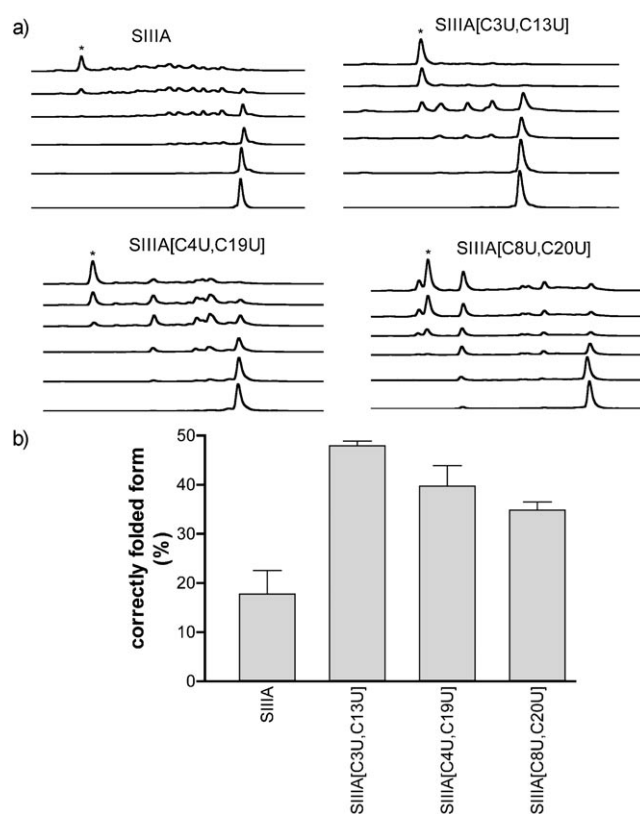 a)
SIIIA
SIIIA[C3U,C13U]
*
*
SIIIA[C4U,C19U]
SIIIA[C8U,C20U]
*
*
b)
correctly folded form
(%)
50
40
30
20
10
0
SIIIA
SIIIA[C3U,C13U]
SIIIA[C4U,C19U]
SIIIA[C8U,C20U]